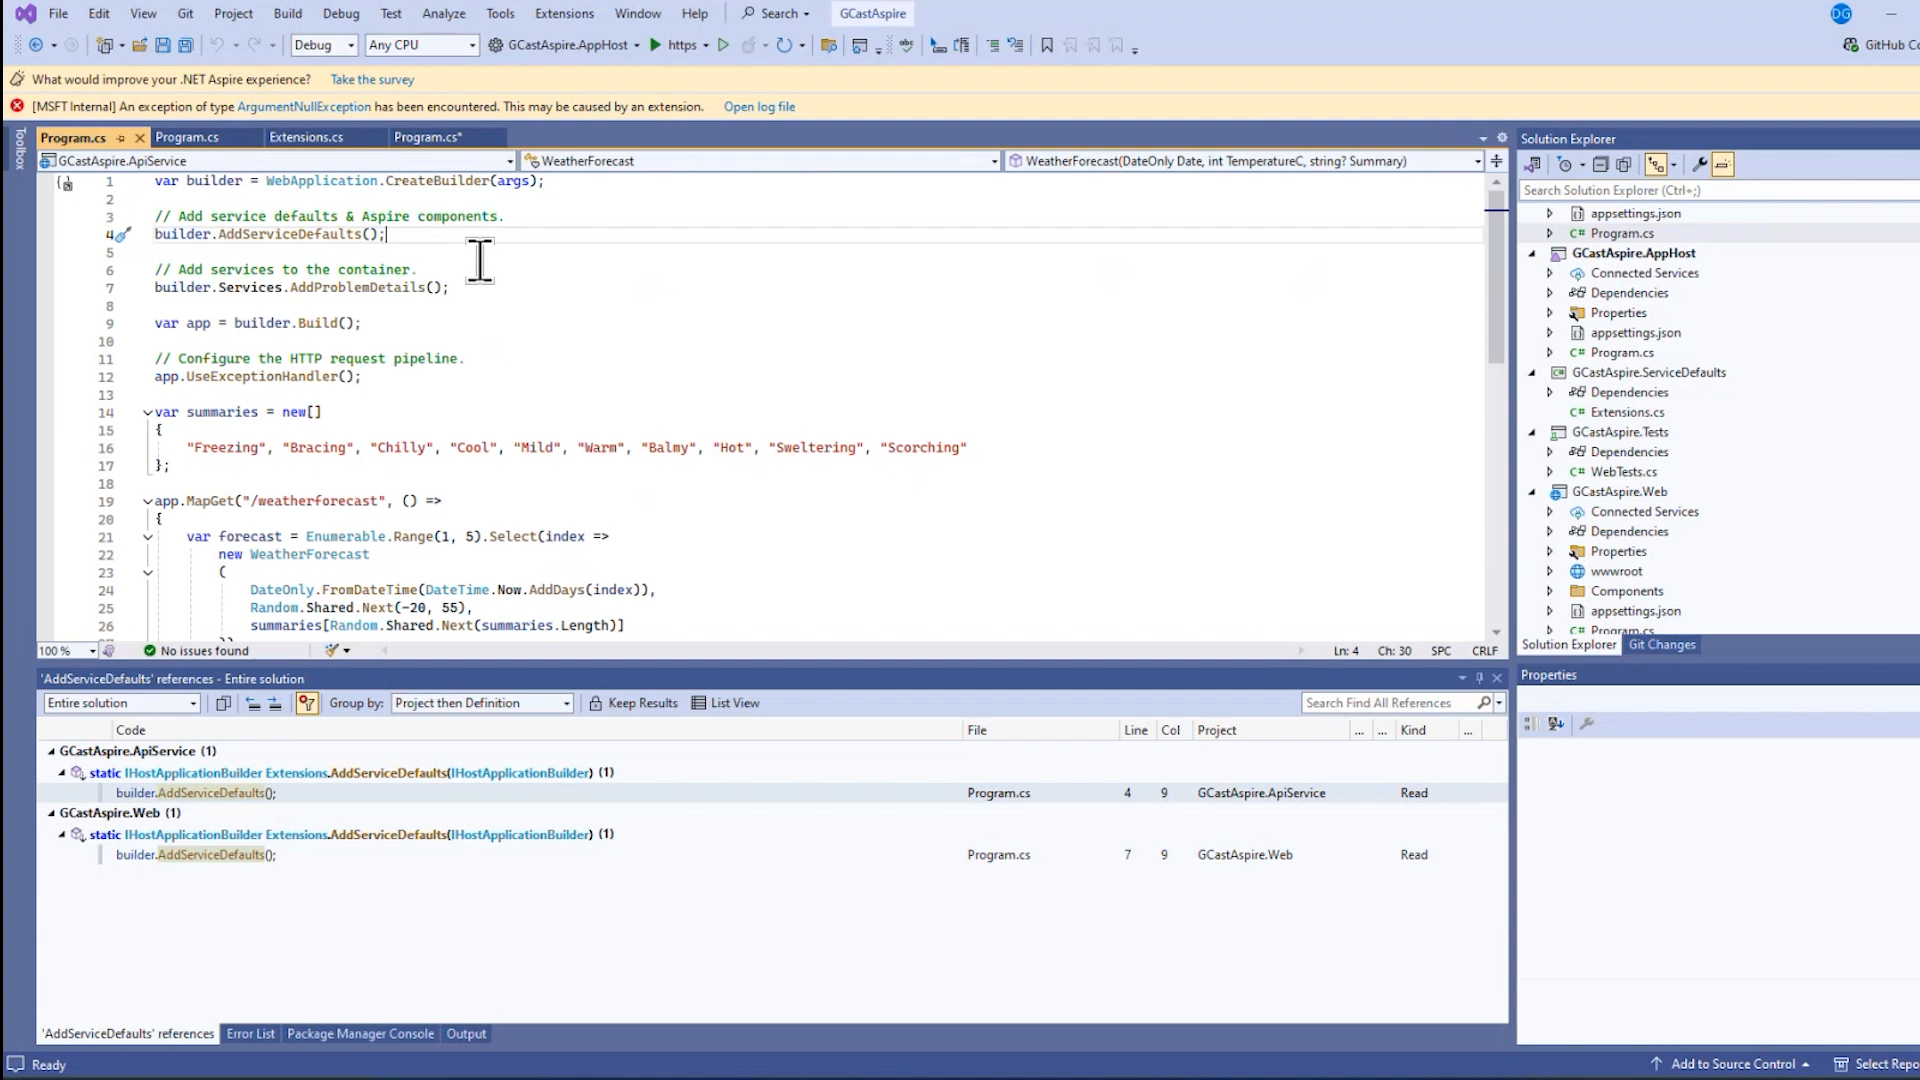 File Edit View Git Project Build Debug Test Analyze Tools Extensions Window Help Search GCastAspire DG
Debug Any CPU GCastAspire.AppHost https GitHub Co
What would improve your .NET Aspire experience? Take the survey
[MSFT Internal] An exception of type ArgumentNullException has been encountered. This may be caused by an extension. Open log file
Toolbox
Program.cs Program.cs Extensions.cs Program.cs*
GCastAspire.ApiService WeatherForecast WeatherForecast(DateOnly Date, int TemperatureC, string? Summary)
1 var builder = WebApplication.CreateBuilder(args);
2
3 // Add service defaults & Aspire components.
4 builder.AddServiceDefaults();
5
6 // Add services to the container.
7 builder.Services.AddProblemDetails();
8
9 var app = builder.Build();
10
11 // Configure the HTTP request pipeline.
12 app.UseExceptionHandler();
13
14 var summaries = new[]
15 {
16 "Freezing", "Bracing", "Chilly", "Cool", "Mild", "Warm", "Balmy", "Hot", "Sweltering", "Scorching"
17 };
18
19 app.MapGet("/weatherforecast", () =>
20 {
21 var forecast = Enumerable.Range(1, 5).Select(index =>
22 new WeatherForecast
23 (
24 DateOnly.FromDateTime(DateTime.Now.AddDays(index)),
25 Random.Shared.Next(-20, 55),
26 summaries[Random.Shared.Next(summaries.Length)]
100 % No issues found Ln: 4 Ch: 30 SPC CRLF
Solution Explorer
Search Solution Explorer (Ctrl+;)
appsettings.json
C# Program.cs
GCastAspire.AppHost
Connected Services
Dependencies
Properties
appsettings.json
C# Program.cs
GCastAspire.ServiceDefaults
Dependencies
C# Extensions.cs
GCastAspire.Tests
Dependencies
C# WebTests.cs
GCastAspire.Web
Connected Services
Dependencies
Properties
wwwroot
Components
appsettings.json
C# Program.cs
Solution Explorer Git Changes
Properties
'AddServiceDefaults' references - Entire solution
Entire solution Group by: Project then Definition Keep Results List View Search Find All References
Code File Line Col Project ... ... Kind ...
GCastAspire.ApiService (1)
static IHostApplicationBuilder Extensions.AddServiceDefaults(IHostApplicationBuilder) (1)
builder.AddServiceDefaults(); Program.cs 4 9 GCastAspire.ApiService Read
GCastAspire.Web (1)
static IHostApplicationBuilder Extensions.AddServiceDefaults(IHostApplicationBuilder) (1)
builder.AddServiceDefaults(); Program.cs 7 9 GCastAspire.Web Read
'AddServiceDefaults' references Error List Package Manager Console Output
Ready Add to Source Control Select Repo